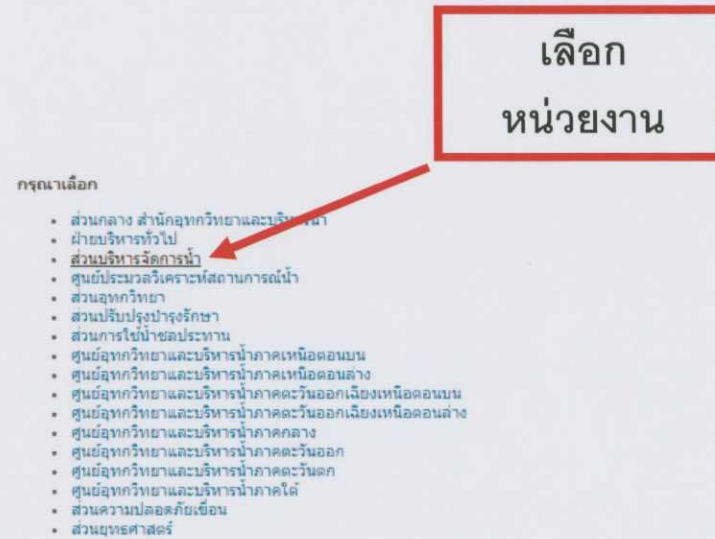 เลือก
หน่วยงาน
กรุณาเลือก
ส่วนกลาง สำนักอุทกวิทยาและบริหารน้ำ
ฝ่ายบริหารทั่วไป
ส่วนบริหารจัดการน้ำ
ศูนย์ประมวลวิเคราะห์สถานการณ์น้ำ
ส่วนอุทกวิทยา
ส่วนปรับปรุงบำรุงรักษา
ส่วนการใช้น้ำชลประทาน
ศูนย์อุทกวิทยาและบริหารน้ำภาคเหนือตอนบน
ศูนย์อุทกวิทยาและบริหารน้ำภาคเหนือตอนล่าง
ศูนย์อุทกวิทยาและบริหารน้ำภาคตะวันออกเฉียงเหนือตอนบน
ศูนย์อุทกวิทยาและบริหารน้ำภาคตะวันออกเฉียงเหนือตอนล่าง
ศูนย์อุทกวิทยาและบริหารน้ำภาคกลาง
ศูนย์อุทกวิทยาและบริหารน้ำภาคตะวันออก
ศูนย์อุทกวิทยาและบริหารน้ำภาคตะวันตก
ศูนย์อุทกวิทยาและบริหารน้ำภาคใต้
ส่วนความปลอดภัยเขื่อน
ส่วนยุทธศาสตร์